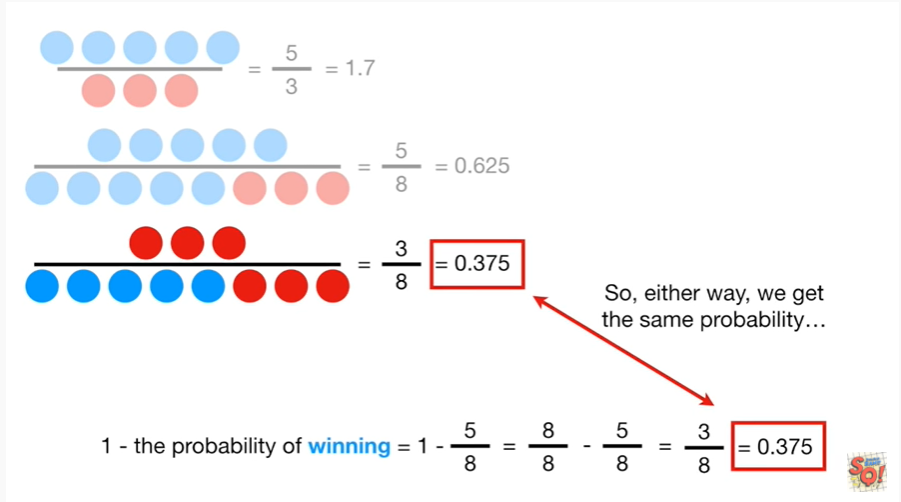 = 5/3 = 1.7
= 5/8 = 0.625
= 3/8 = 0.375
So, either way, we get
the same probability…
1 - the probability of winning = 1 - 5/8 = 8/8 - 5/8 = 3/8 = 0.375
SO!